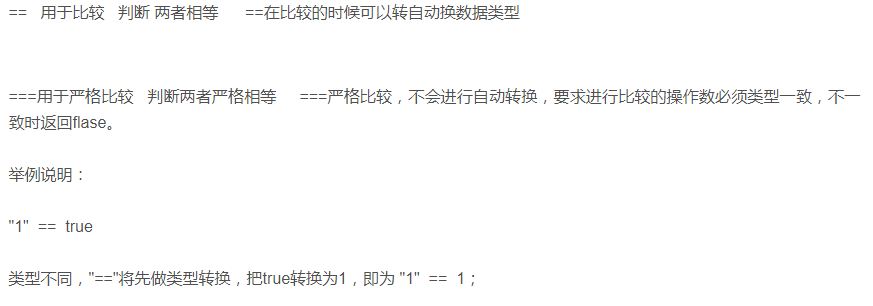 ==   用于比较   判断 两者相等      ==在比较的时候可以转自动换数据类型
===用于严格比较   判断两者严格相等     ===严格比较，不会进行自动转换，要求进行比较的操作数必须类型一致，不一
致时返回flase。
举例说明：
"1"  ==  true
类型不同，"=="将先做类型转换，把true转换为1，即为 "1"  ==  1；